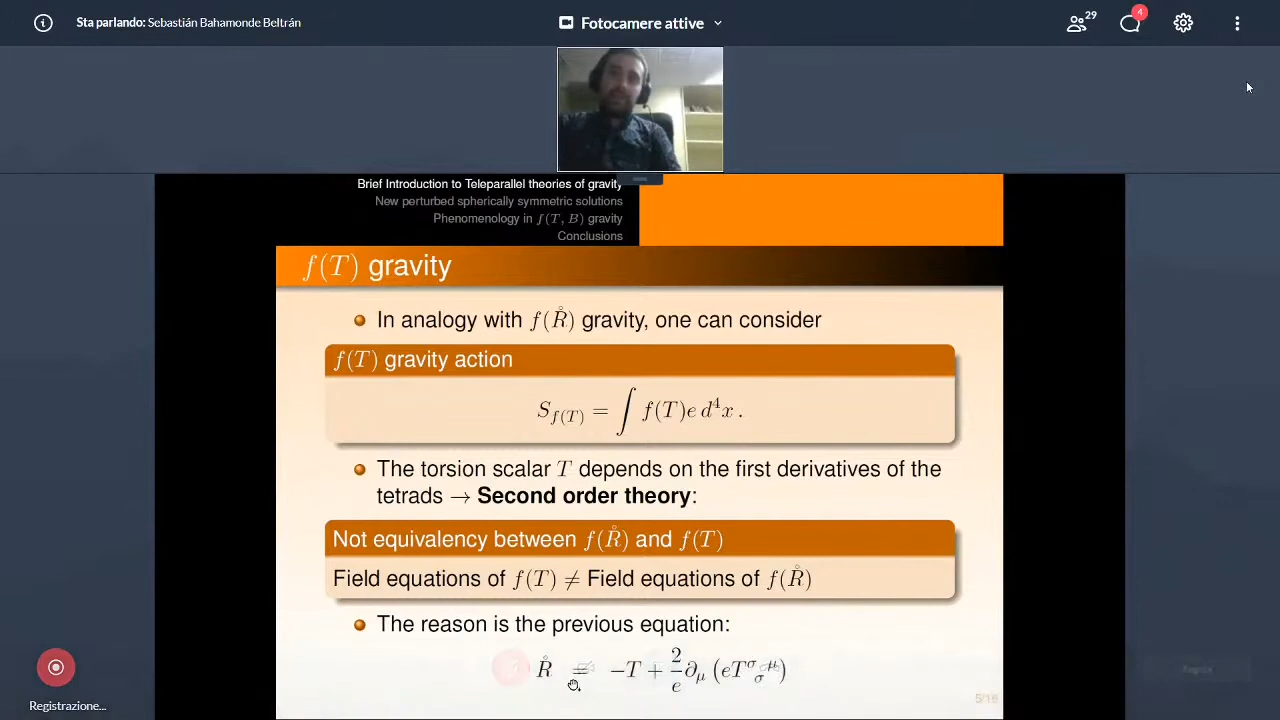 Sta parlando: Sebastián Bahamonde Beltrán
Fotocamere attive
29
4
Brief Introduction to Teleparallel theories of gravity
New perturbed spherically symmetric solutions
Phenomenology in f(T, B) gravity
Conclusions
f(T) gravity
In analogy with f(R̊) gravity, one can consider
f(T) gravity action
S_{f(T)} = ∫ f(T)e d⁴x .
The torsion scalar T depends on the first derivatives of the
tetrads → Second order theory:
Not equivalency between f(R̊) and f(T)
Field equations of f(T) ≠ Field equations of f(R̊)
The reason is the previous equation:
R̊ = −T + 2/e ∂_μ (eT^σ_σ^μ)
Registrazione...